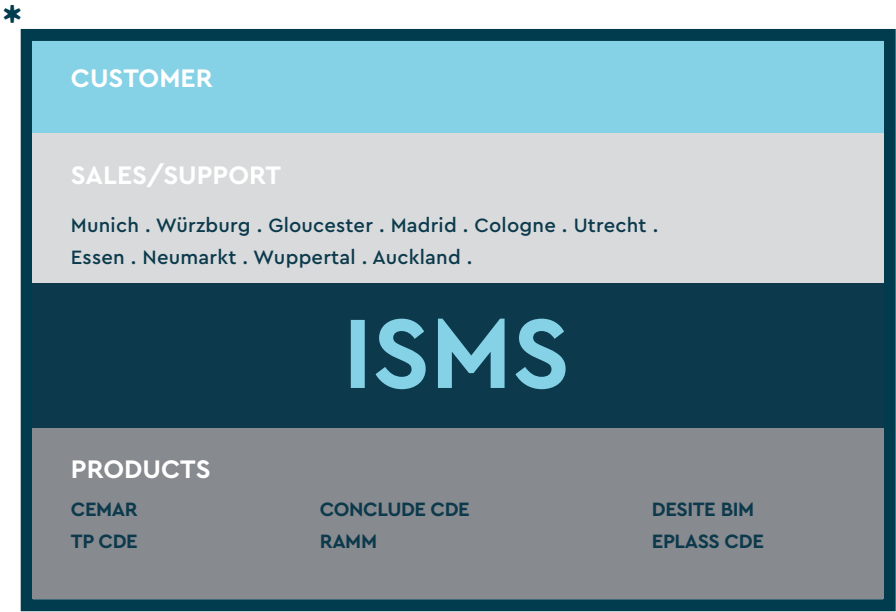 *
CUSTOMER
SALES/SUPPORT
Munich . Würzburg . Gloucester . Madrid . Cologne . Utrecht .
Essen . Neumarkt . Wuppertal . Auckland .
ISMS
PRODUCTS
CEMAR CONCLUDE CDE DESITE BIM
TP CDE RAMM EPLASS CDE